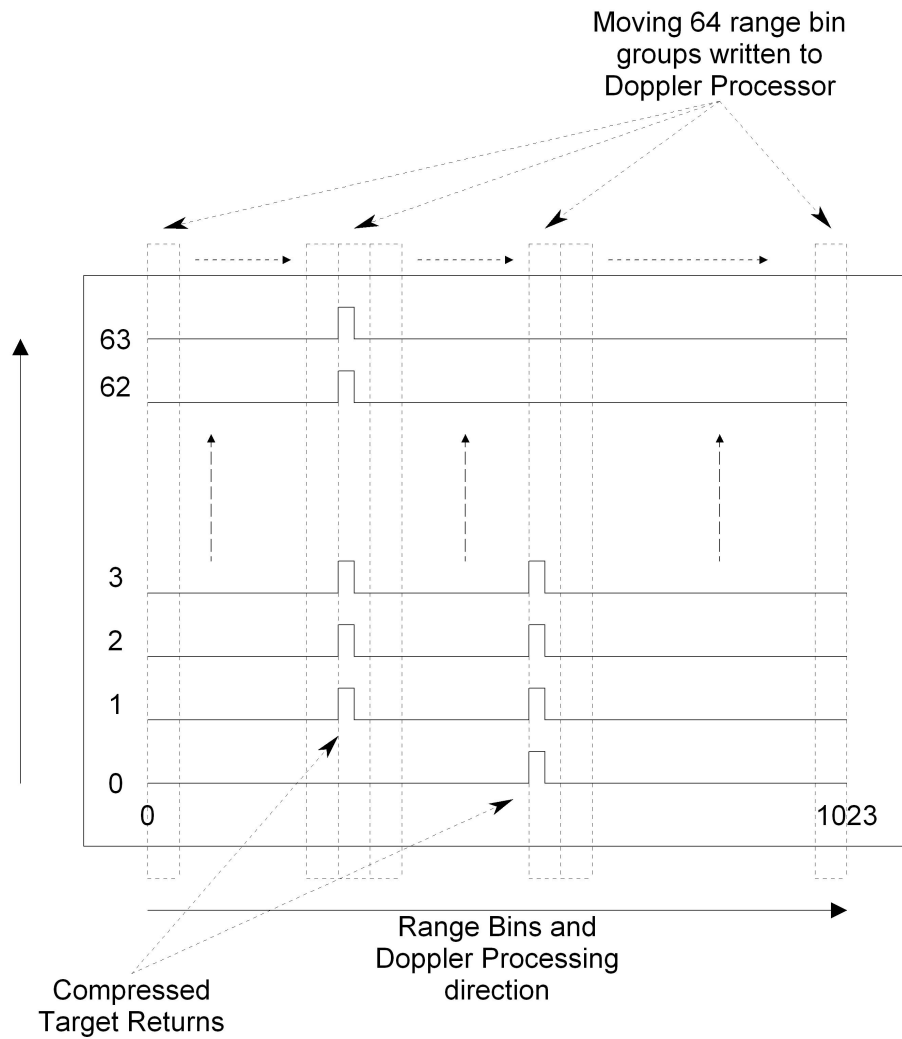 Moving 64 range bin
groups written to
Doppler Processor
63
62
3
2
1
0
0
1023
Range Bins and
Doppler Processing
direction
Compressed
Target Returns